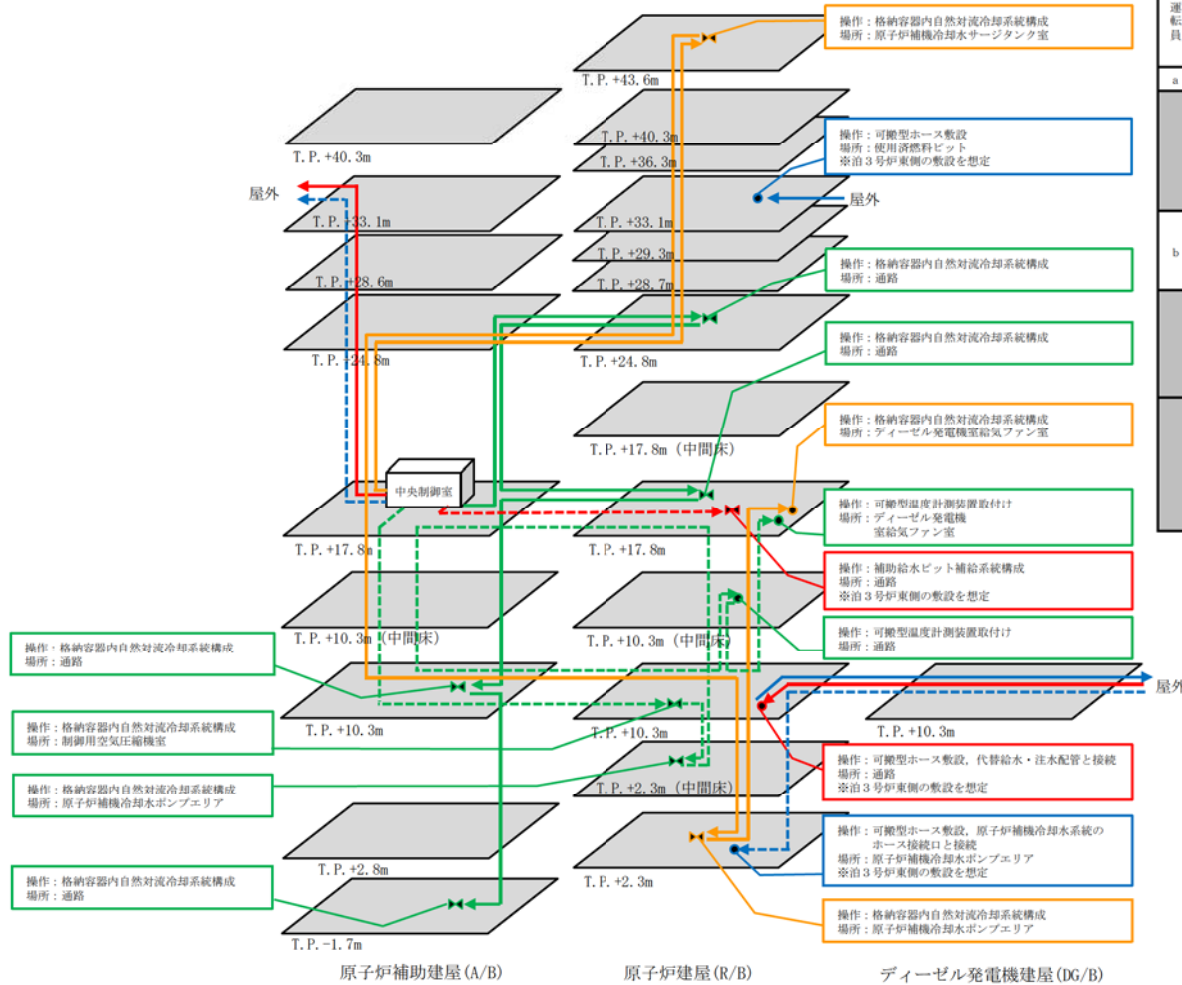 操作：格納容器内自然対流冷却系統構成
場所：原子炉補機冷却水サージタンク室
運
転
員
a
b
T.P. +43.6m
T.P. +40.3m
T.P. +40.3m
T.P. +36.3m
操作：可搬型ホース敷設
場所：使用済燃料ピット
※泊３号炉東側の敷設を想定
屋外
屋外
T.P. +33.1m
T.P. +33.1m
T.P. +29.3m
T.P. +28.6m
T.P. +28.7m
操作：格納容器内自然対流冷却系統構成
場所：通路
T.P. +24.8m
T.P. +24.8m
操作：格納容器内自然対流冷却系統構成
場所：通路
T.P. +17.8m (中間床)
操作：格納容器内自然対流冷却系統構成
場所：ディーゼル発電機室給気ファン室
中央制御室
T.P. +17.8m
T.P. +17.8m
操作：可搬型温度計測装置取付け
場所：ディーゼル発電機
室給気ファン室
操作：補助給水ピット補給系統構成
場所：通路
※泊３号炉東側の敷設を想定
T.P. +10.3m (中間床)
T.P. +10.3m (中間床)
操作：可搬型温度計測装置取付け
場所：通路
操作：格納容器内自然対流冷却系統構成
場所：通路
屋外
T.P. +10.3m
T.P. +10.3m
T.P. +10.3m
操作：格納容器内自然対流冷却系統構成
場所：制御用空気圧縮機室
操作：可搬型ホース敷設，代替給水・注水配管と接続
場所：通路
※泊３号炉東側の敷設を想定
操作：格納容器内自然対流冷却系統構成
場所：原子炉補機冷却水ポンプエリア
T.P. +2.3m (中間床)
操作：可搬型ホース敷設，原子炉補機冷却水系統の
ホース接続口と接続
場所：原子炉補機冷却水ポンプエリア
※泊３号炉東側の敷設を想定
T.P. +2.8m
T.P. +2.3m
操作：格納容器内自然対流冷却系統構成
場所：通路
操作：格納容器内自然対流冷却系統構成
場所：原子炉補機冷却水ポンプエリア
T.P. -1.7m
原子炉補助建屋(A/B)
原子炉建屋(R/B)
ディーゼル発電機建屋(DG/B)